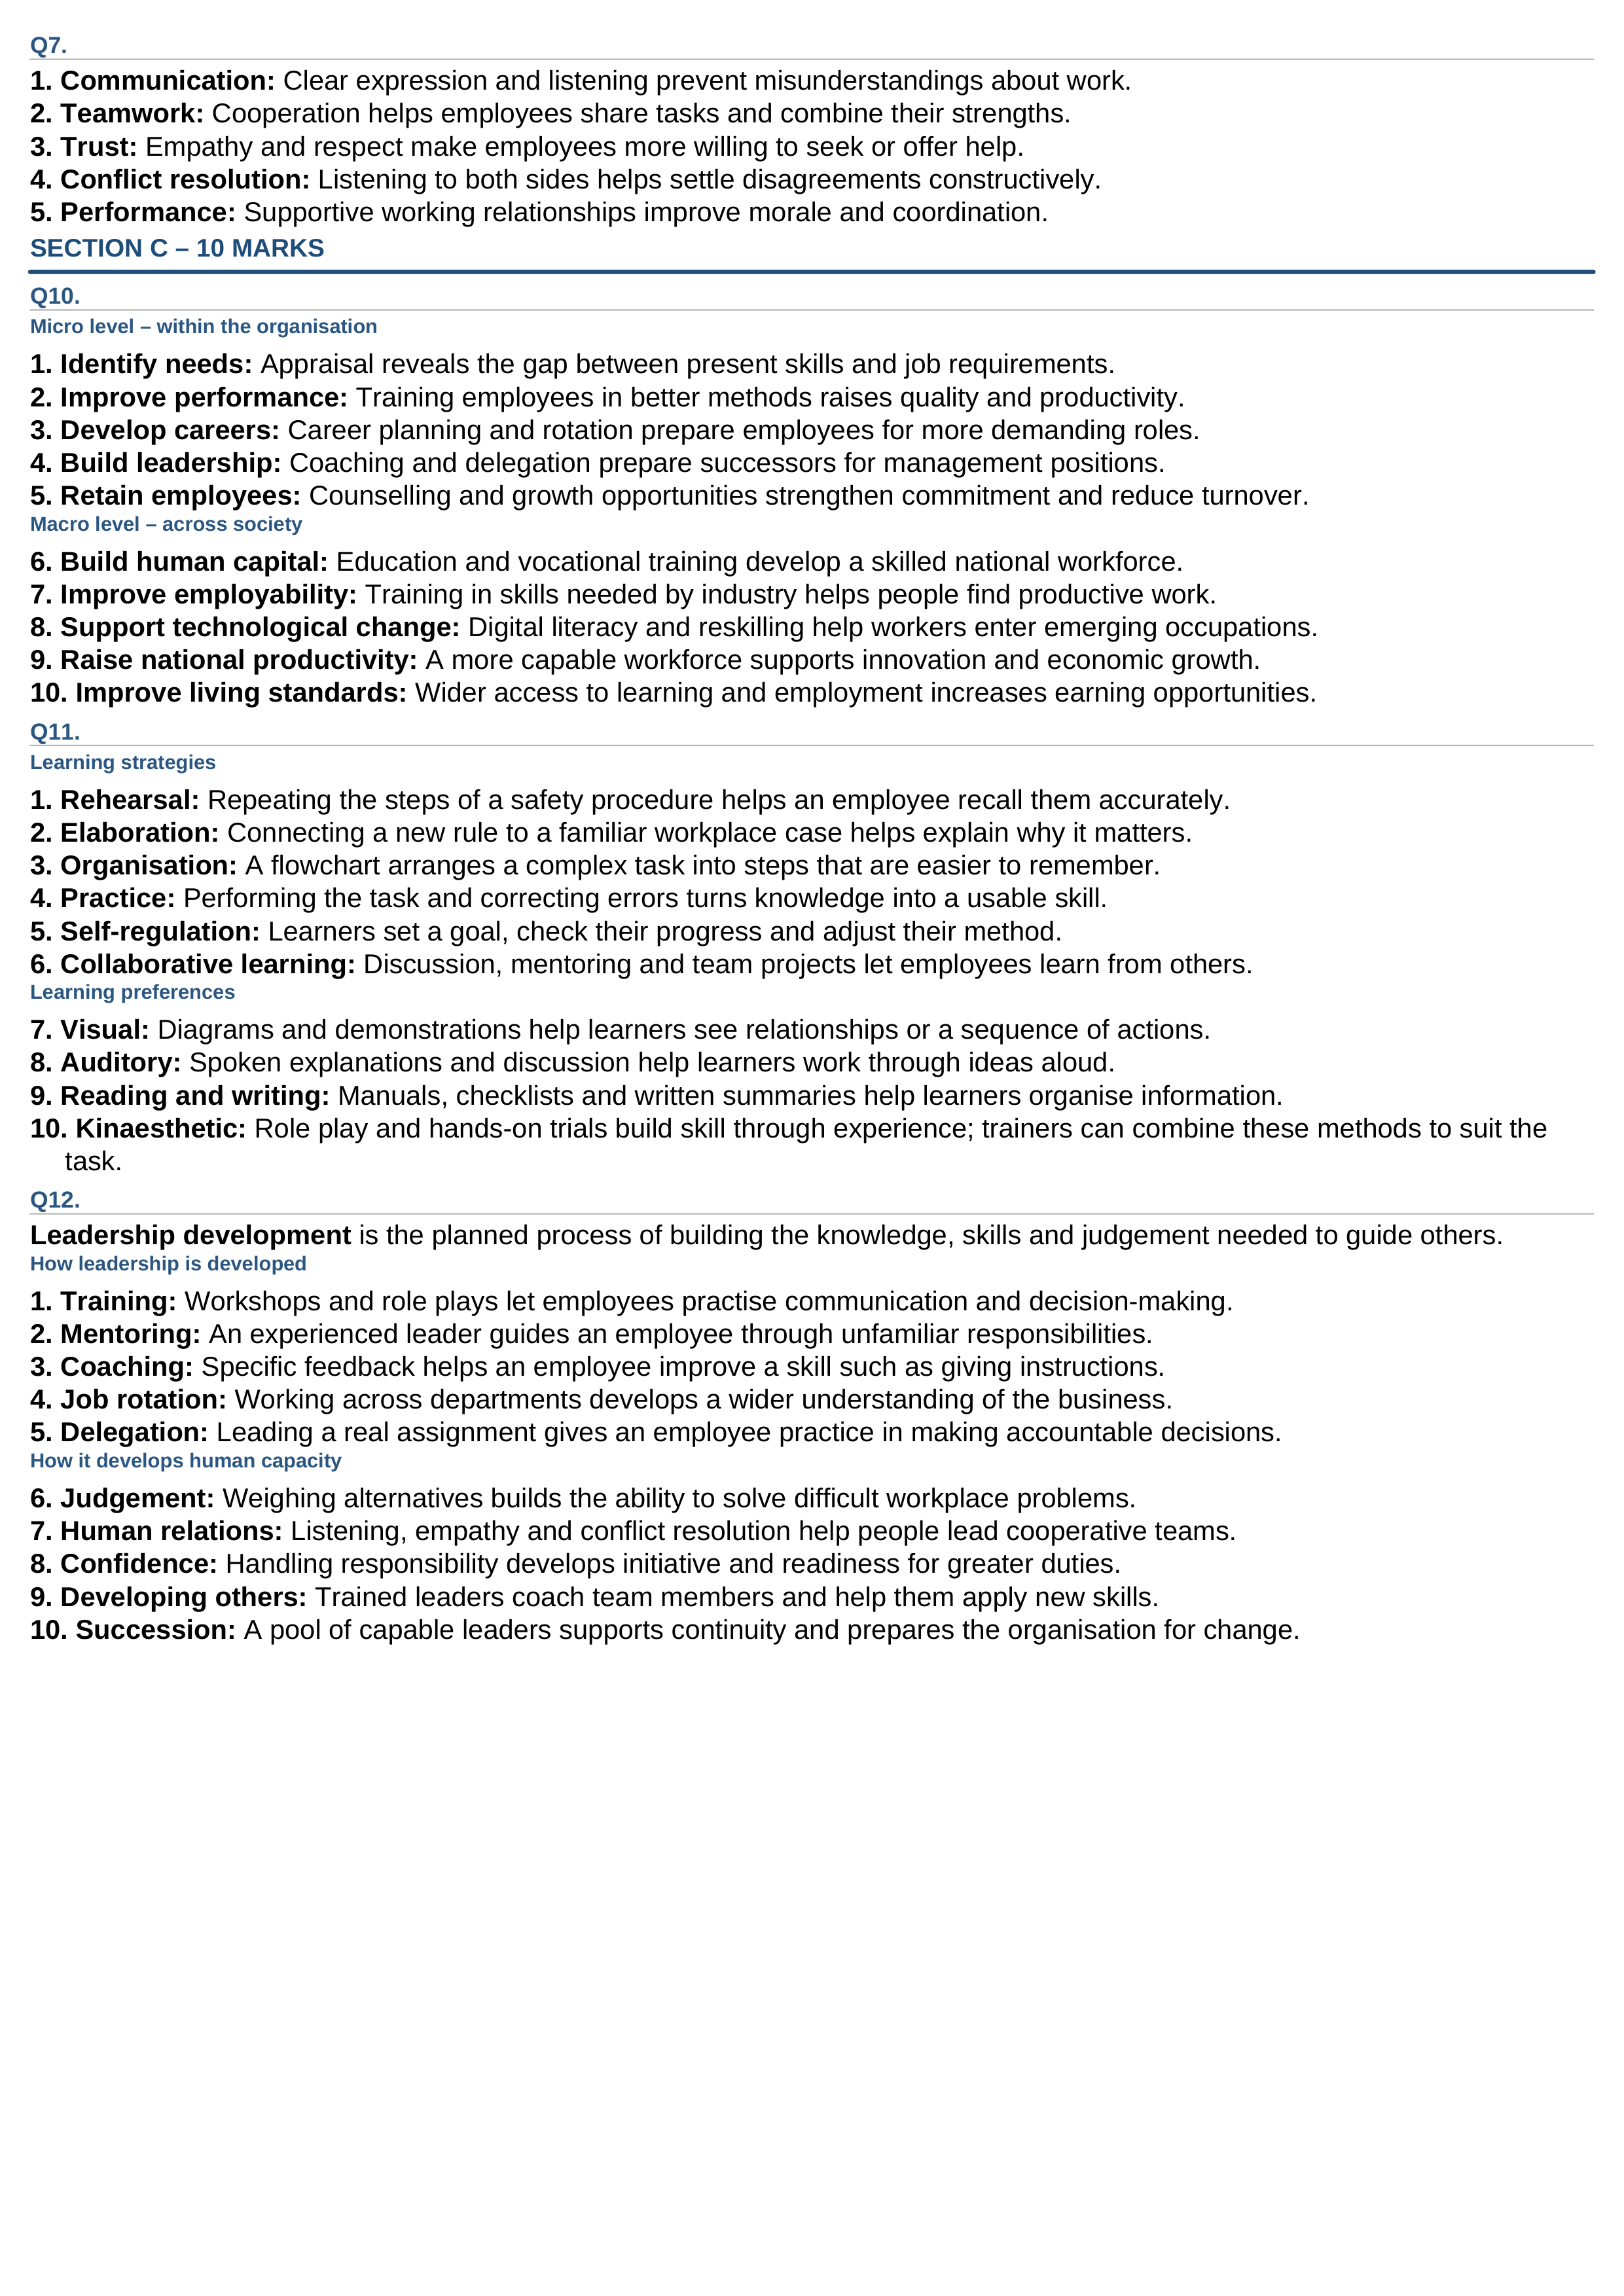 Q7.
1. Communication: Clear expression and listening prevent misunderstandings about work.
2. Teamwork: Cooperation helps employees share tasks and combine their strengths.
3. Trust: Empathy and respect make employees more willing to seek or offer help.
4. Conflict resolution: Listening to both sides helps settle disagreements constructively.
5. Performance: Supportive working relationships improve morale and coordination.
SECTION C – 10 MARKS
Q10.
Micro level – within the organisation
1. Identify needs: Appraisal reveals the gap between present skills and job requirements.
2. Improve performance: Training employees in better methods raises quality and productivity.
3. Develop careers: Career planning and rotation prepare employees for more demanding roles.
4. Build leadership: Coaching and delegation prepare successors for management positions.
5. Retain employees: Counselling and growth opportunities strengthen commitment and reduce turnover.
Macro level – across society
6. Build human capital: Education and vocational training develop a skilled national workforce.
7. Improve employability: Training in skills needed by industry helps people find productive work.
8. Support technological change: Digital literacy and reskilling help workers enter emerging occupations.
9. Raise national productivity: A more capable workforce supports innovation and economic growth.
10. Improve living standards: Wider access to learning and employment increases earning opportunities.
Q11.
Learning strategies
1. Rehearsal: Repeating the steps of a safety procedure helps an employee recall them accurately.
2. Elaboration: Connecting a new rule to a familiar workplace case helps explain why it matters.
3. Organisation: A flowchart arranges a complex task into steps that are easier to remember.
4. Practice: Performing the task and correcting errors turns knowledge into a usable skill.
5. Self-regulation: Learners set a goal, check their progress and adjust their method.
6. Collaborative learning: Discussion, mentoring and team projects let employees learn from others.
Learning preferences
7. Visual: Diagrams and demonstrations help learners see relationships or a sequence of actions.
8. Auditory: Spoken explanations and discussion help learners work through ideas aloud.
9. Reading and writing: Manuals, checklists and written summaries help learners organise information.
10. Kinaesthetic: Role play and hands-on trials build skill through experience; trainers can combine these methods to suit the
task.
Q12.
Leadership development is the planned process of building the knowledge, skills and judgement needed to guide others.
How leadership is developed
1. Training: Workshops and role plays let employees practise communication and decision-making.
2. Mentoring: An experienced leader guides an employee through unfamiliar responsibilities.
3. Coaching: Specific feedback helps an employee improve a skill such as giving instructions.
4. Job rotation: Working across departments develops a wider understanding of the business.
5. Delegation: Leading a real assignment gives an employee practice in making accountable decisions.
How it develops human capacity
6. Judgement: Weighing alternatives builds the ability to solve difficult workplace problems.
7. Human relations: Listening, empathy and conflict resolution help people lead cooperative teams.
8. Confidence: Handling responsibility develops initiative and readiness for greater duties.
9. Developing others: Trained leaders coach team members and help them apply new skills.
10. Succession: A pool of capable leaders supports continuity and prepares the organisation for change.